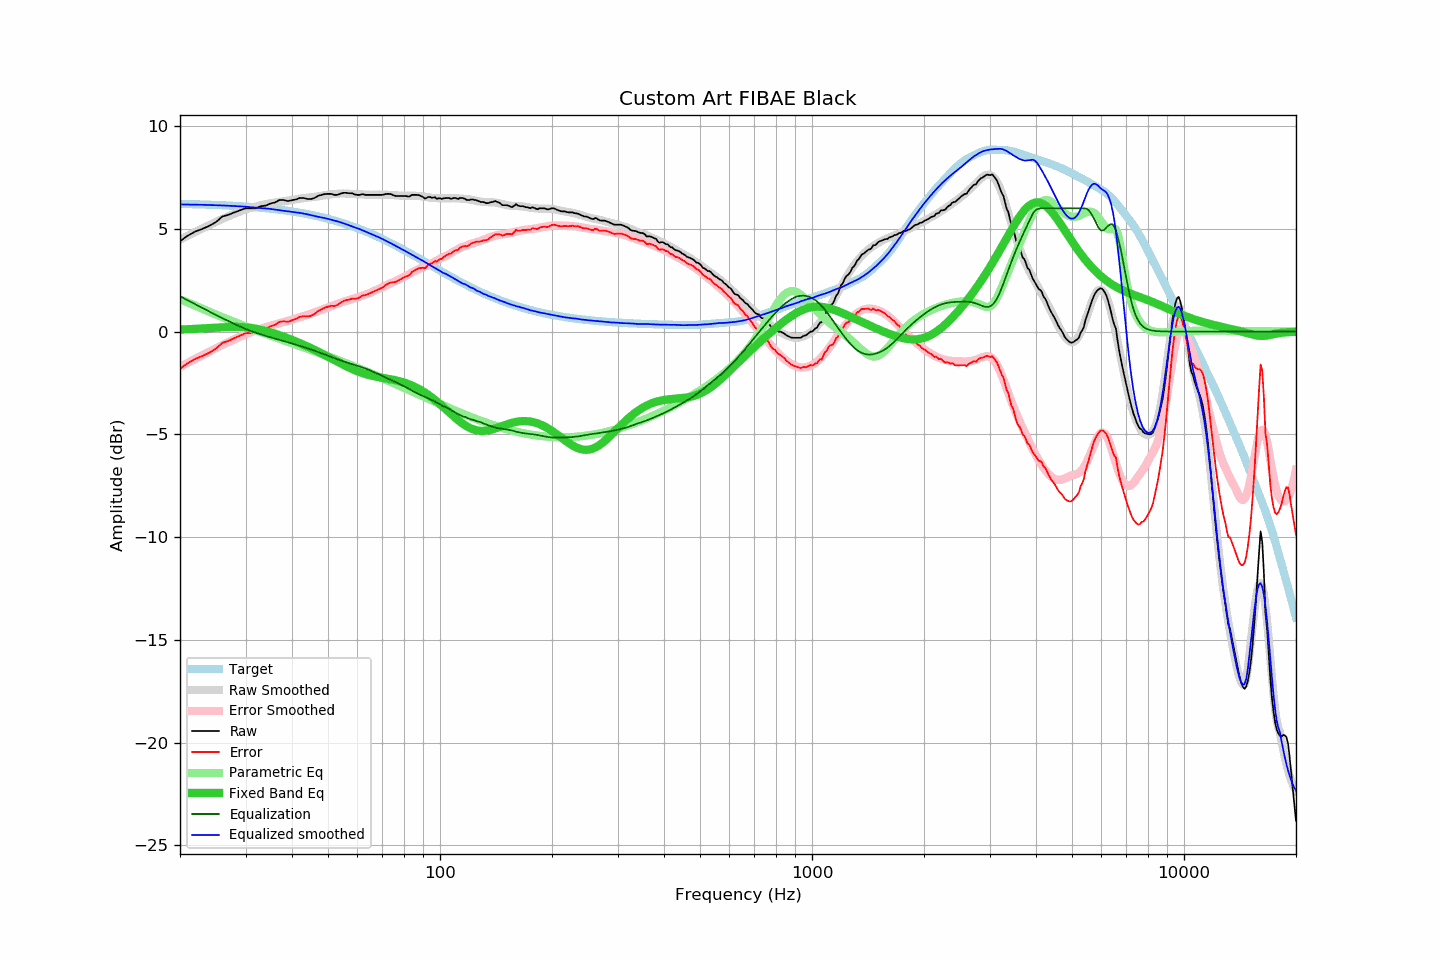 Custom Art FIBAE Black
10
5
0
−5
−10
−15
−20
−25
Amplitude (dBr)
Target
Raw Smoothed
Error Smoothed
Raw
Error
Parametric Eq
Fixed Band Eq
Equalization
Equalized smoothed
100
1000
10000
Frequency (Hz)